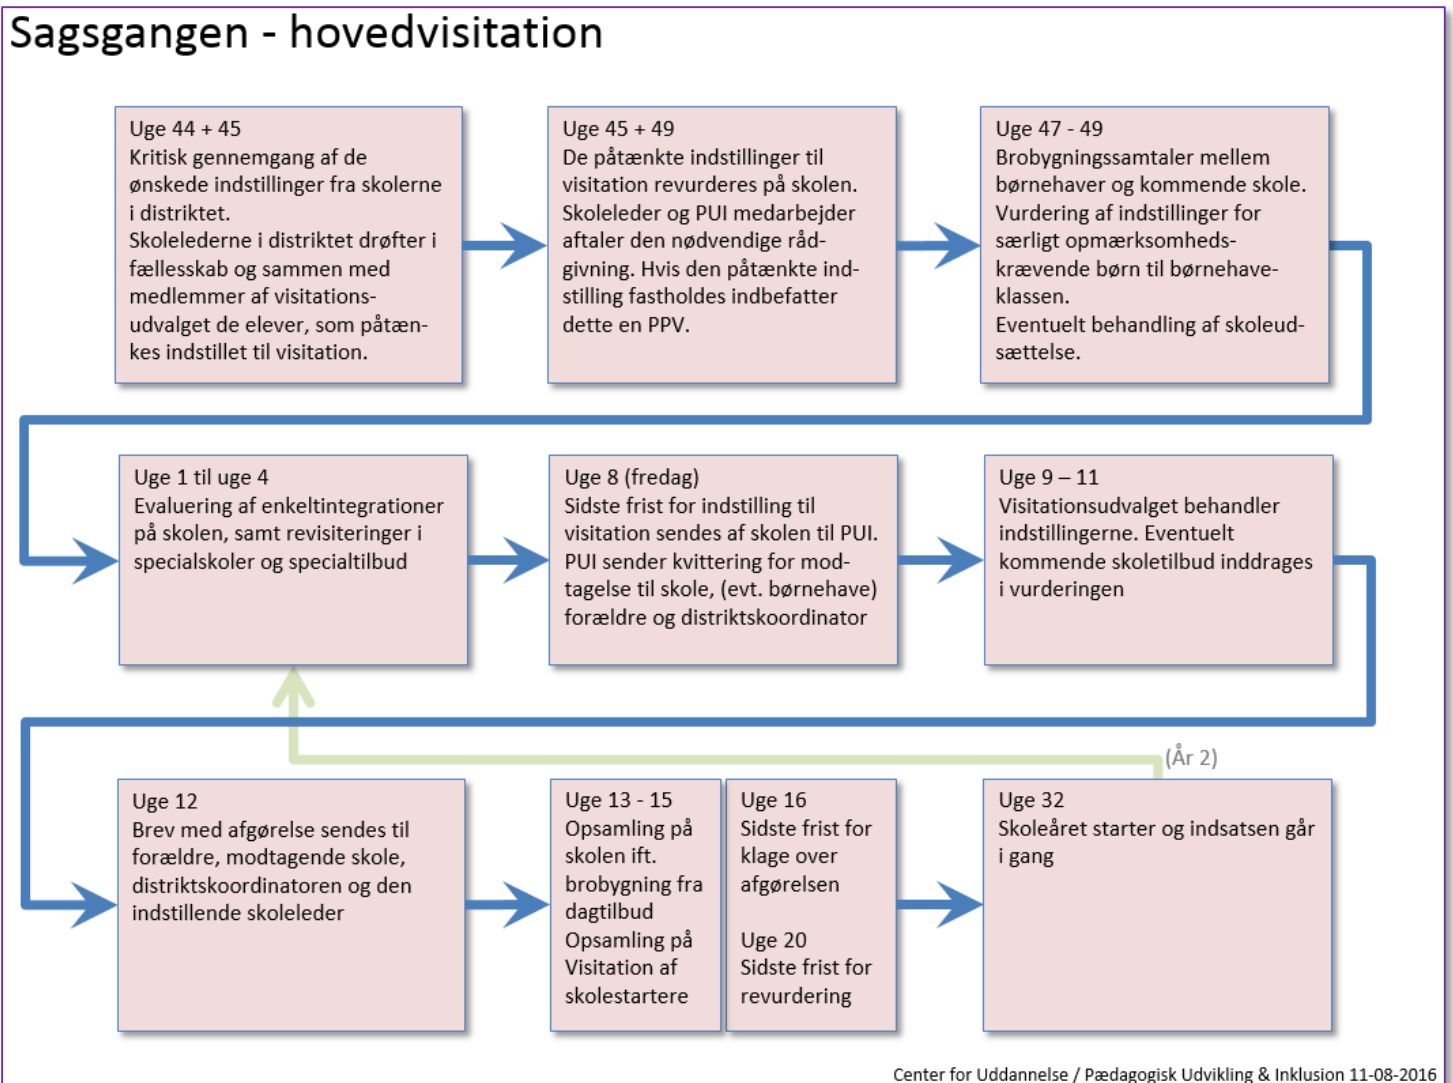 Sagsgangen - hovedvisitation
Uge 44 + 45
Kritisk gennemgang af de
ønskede indstillinger fra skolerne
i distriktet.
Skolelederne i distriktet drøfter i
fællesskab og sammen med
medlemmer af visitations-
udvalget de elever, som påtæn-
kes indstillet til visitation.
Uge 45 + 49
De påtænkte indstillinger til
visitation revurderes på skolen.
Skoleleder og PUI medarbejder
aftaler den nødvendige råd-
givning. Hvis den påtænkte ind-
stilling fastholdes indbefatter
dette en PPV.
Uge 47 - 49
Brobygningssamtaler mellem
børnehaver og kommende skole.
Vurdering af indstillinger for
særligt opmærksomheds-
krævende børn til børnehave-
klassen.
Eventuelt behandling af skoleud-
sættelse.
Uge 1 til uge 4
Evaluering af enkeltintegrationer
på skolen, samt revisiteringer i
specialskoler og specialtilbud
Uge 8 (fredag)
Sidste frist for indstilling til
visitation sendes af skolen til PUI.
PUI sender kvittering for mod-
tagelse til skole, (evt. børnehave)
forældre og distriktskoordinator
Uge 9 – 11
Visitationsudvalget behandler
indstillingerne. Eventuelt
kommende skoletilbud inddrages
i vurderingen
(År 2)
Uge 12
Brev med afgørelse sendes til
forældre, modtagende skole,
distriktskoordinatoren og den
indstillende skoleleder
Uge 13 - 15
Opsamling på
skolen ift.
brobygning fra
dagtilbud
Opsamling på
Visitation af
skolestartere
Uge 16
Sidste frist for
klage over
afgørelsen
Uge 20
Sidste frist for
revurdering
Uge 32
Skoleåret starter og indsatsen går
i gang
Center for Uddannelse / Pædagogisk Udvikling & Inklusion 11-08-2016